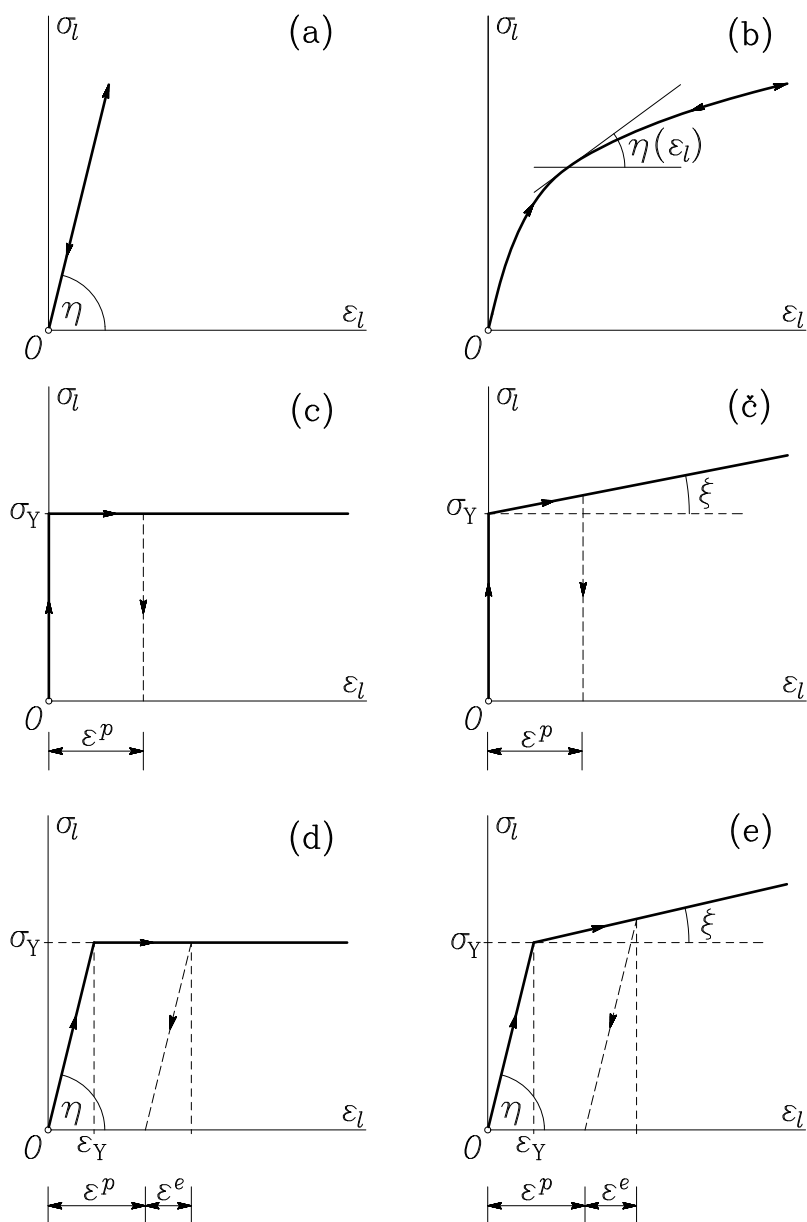 σl (a) σl (b)
η(εl)
η εl εl
O O
σl (c) σl (č)
σY σY ξ
εl εl
O O
εp εp
σl (d) σl (e)
σY σY ξ
η εl η εl
O εY O εY
εp εe εp εe